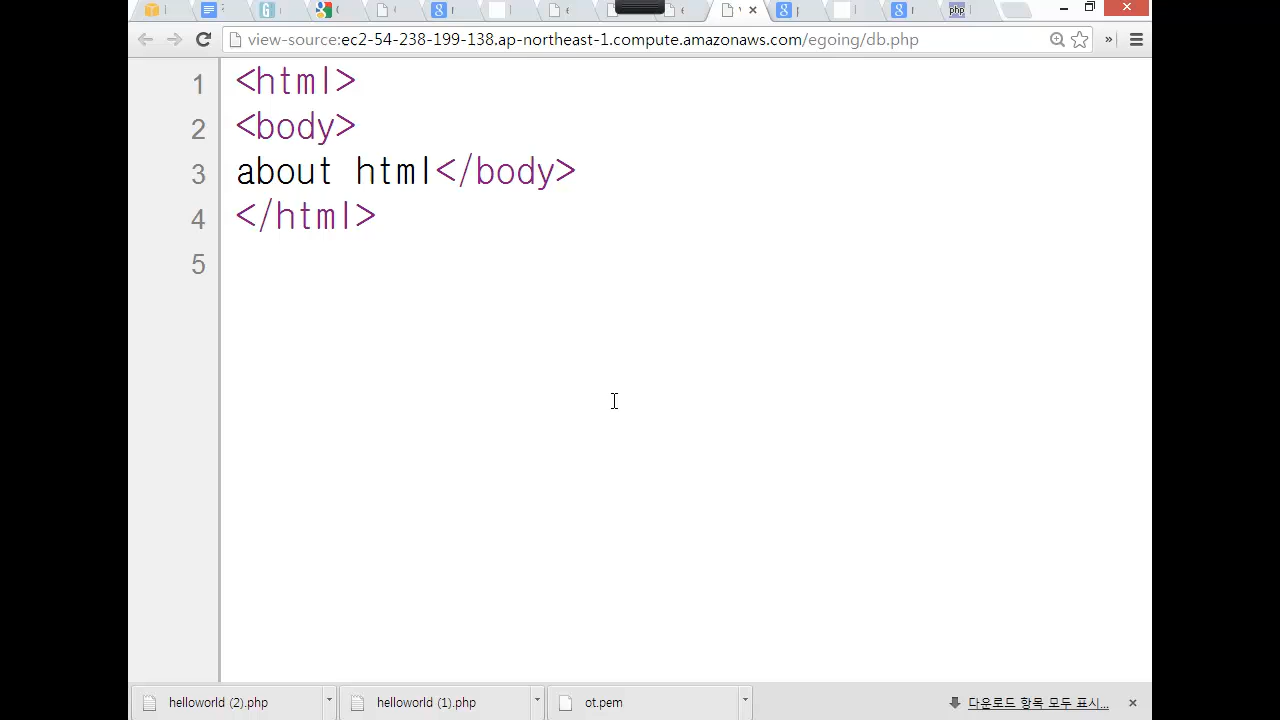 view-source:ec2-54-238-199-138.ap-northeast-1.compute.amazonaws.com/egoing/db.php
1 <html>
2 <body>
3 about html</body>
4 </html>
5
helloworld (2).php helloworld (1).php ot.pem 다운로드 항목 모두 표시...